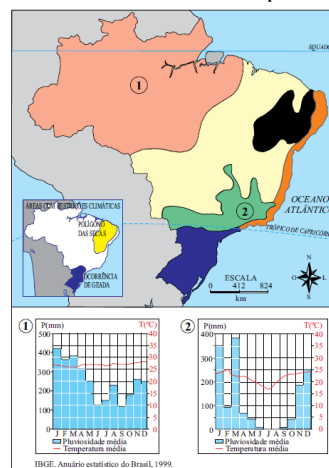 EQUADOR
1
2
OCEANO
ATLÂNTICO
TRÓPICO DE CAPRICÓRNIO
ÁREAS COM RESTRIÇÕES CLIMÁTICAS
POLÍGONO
DAS SECAS
OCORRÊNCIA
DE GEADA
ESCALA
0 412 824
km
N
O L
S
1 P(mm) T(ºC)
500 40
400 35
30
300 25
20
200 15
100 10
5
0 0
J F M A M J J A S O N D
Pluviosidade média
Temperatura média
2 P(mm) T(ºC)
400 40
35
300 30
25
200 20
15
100 10
5
0 0
J F M A M J J A S O N D
Pluviosidade média
Temperatura média
IBGE. Anuário estatístico do Brasil, 1999.